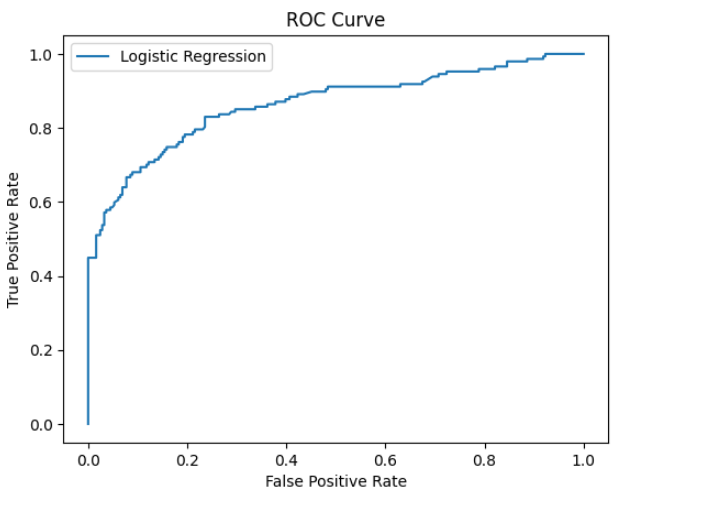 ROC Curve
Logistic Regression
1.0
0.8
0.6
0.4
0.2
0.0
True Positive Rate
0.0 0.2 0.4 0.6 0.8 1.0
False Positive Rate